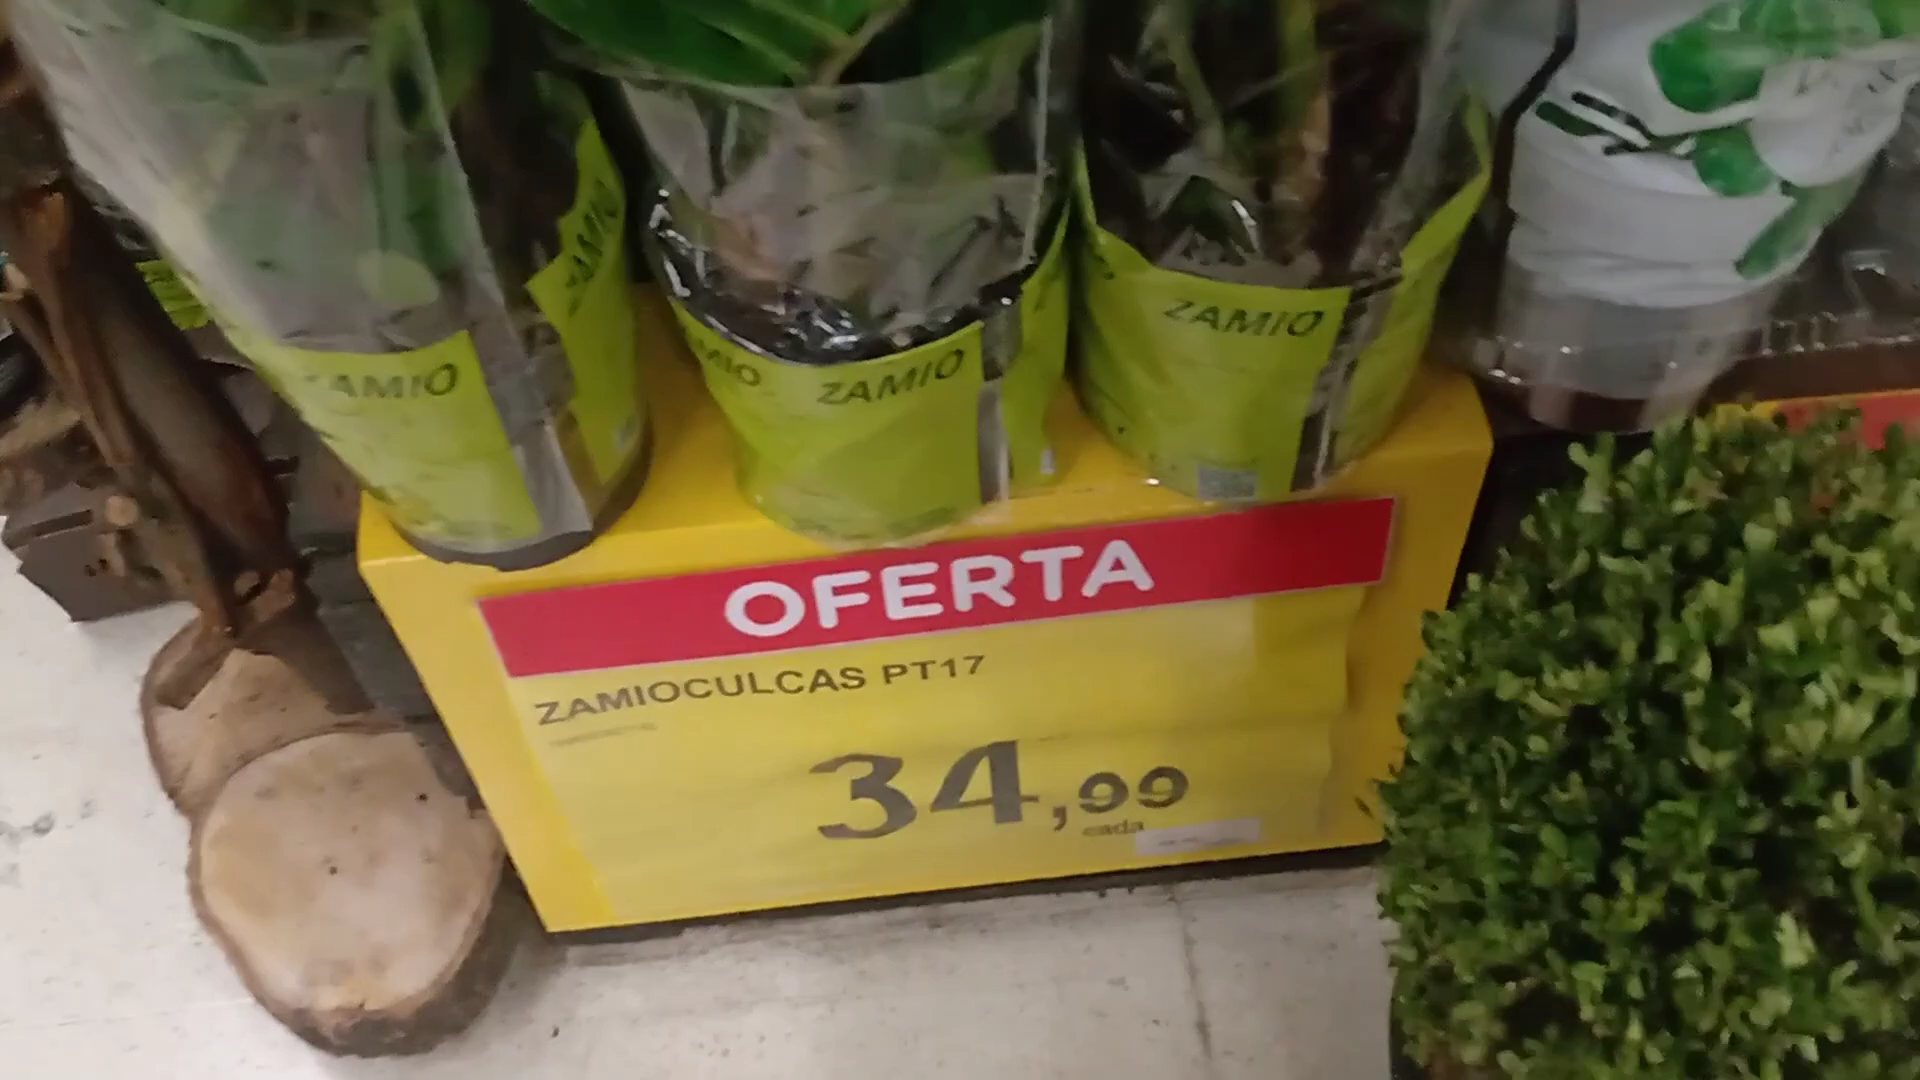 ZAMIO
ZAMIO
ZAMIO
ZAMIO
OFERTA
ZAMIOCULCAS PT17
34,99
cada